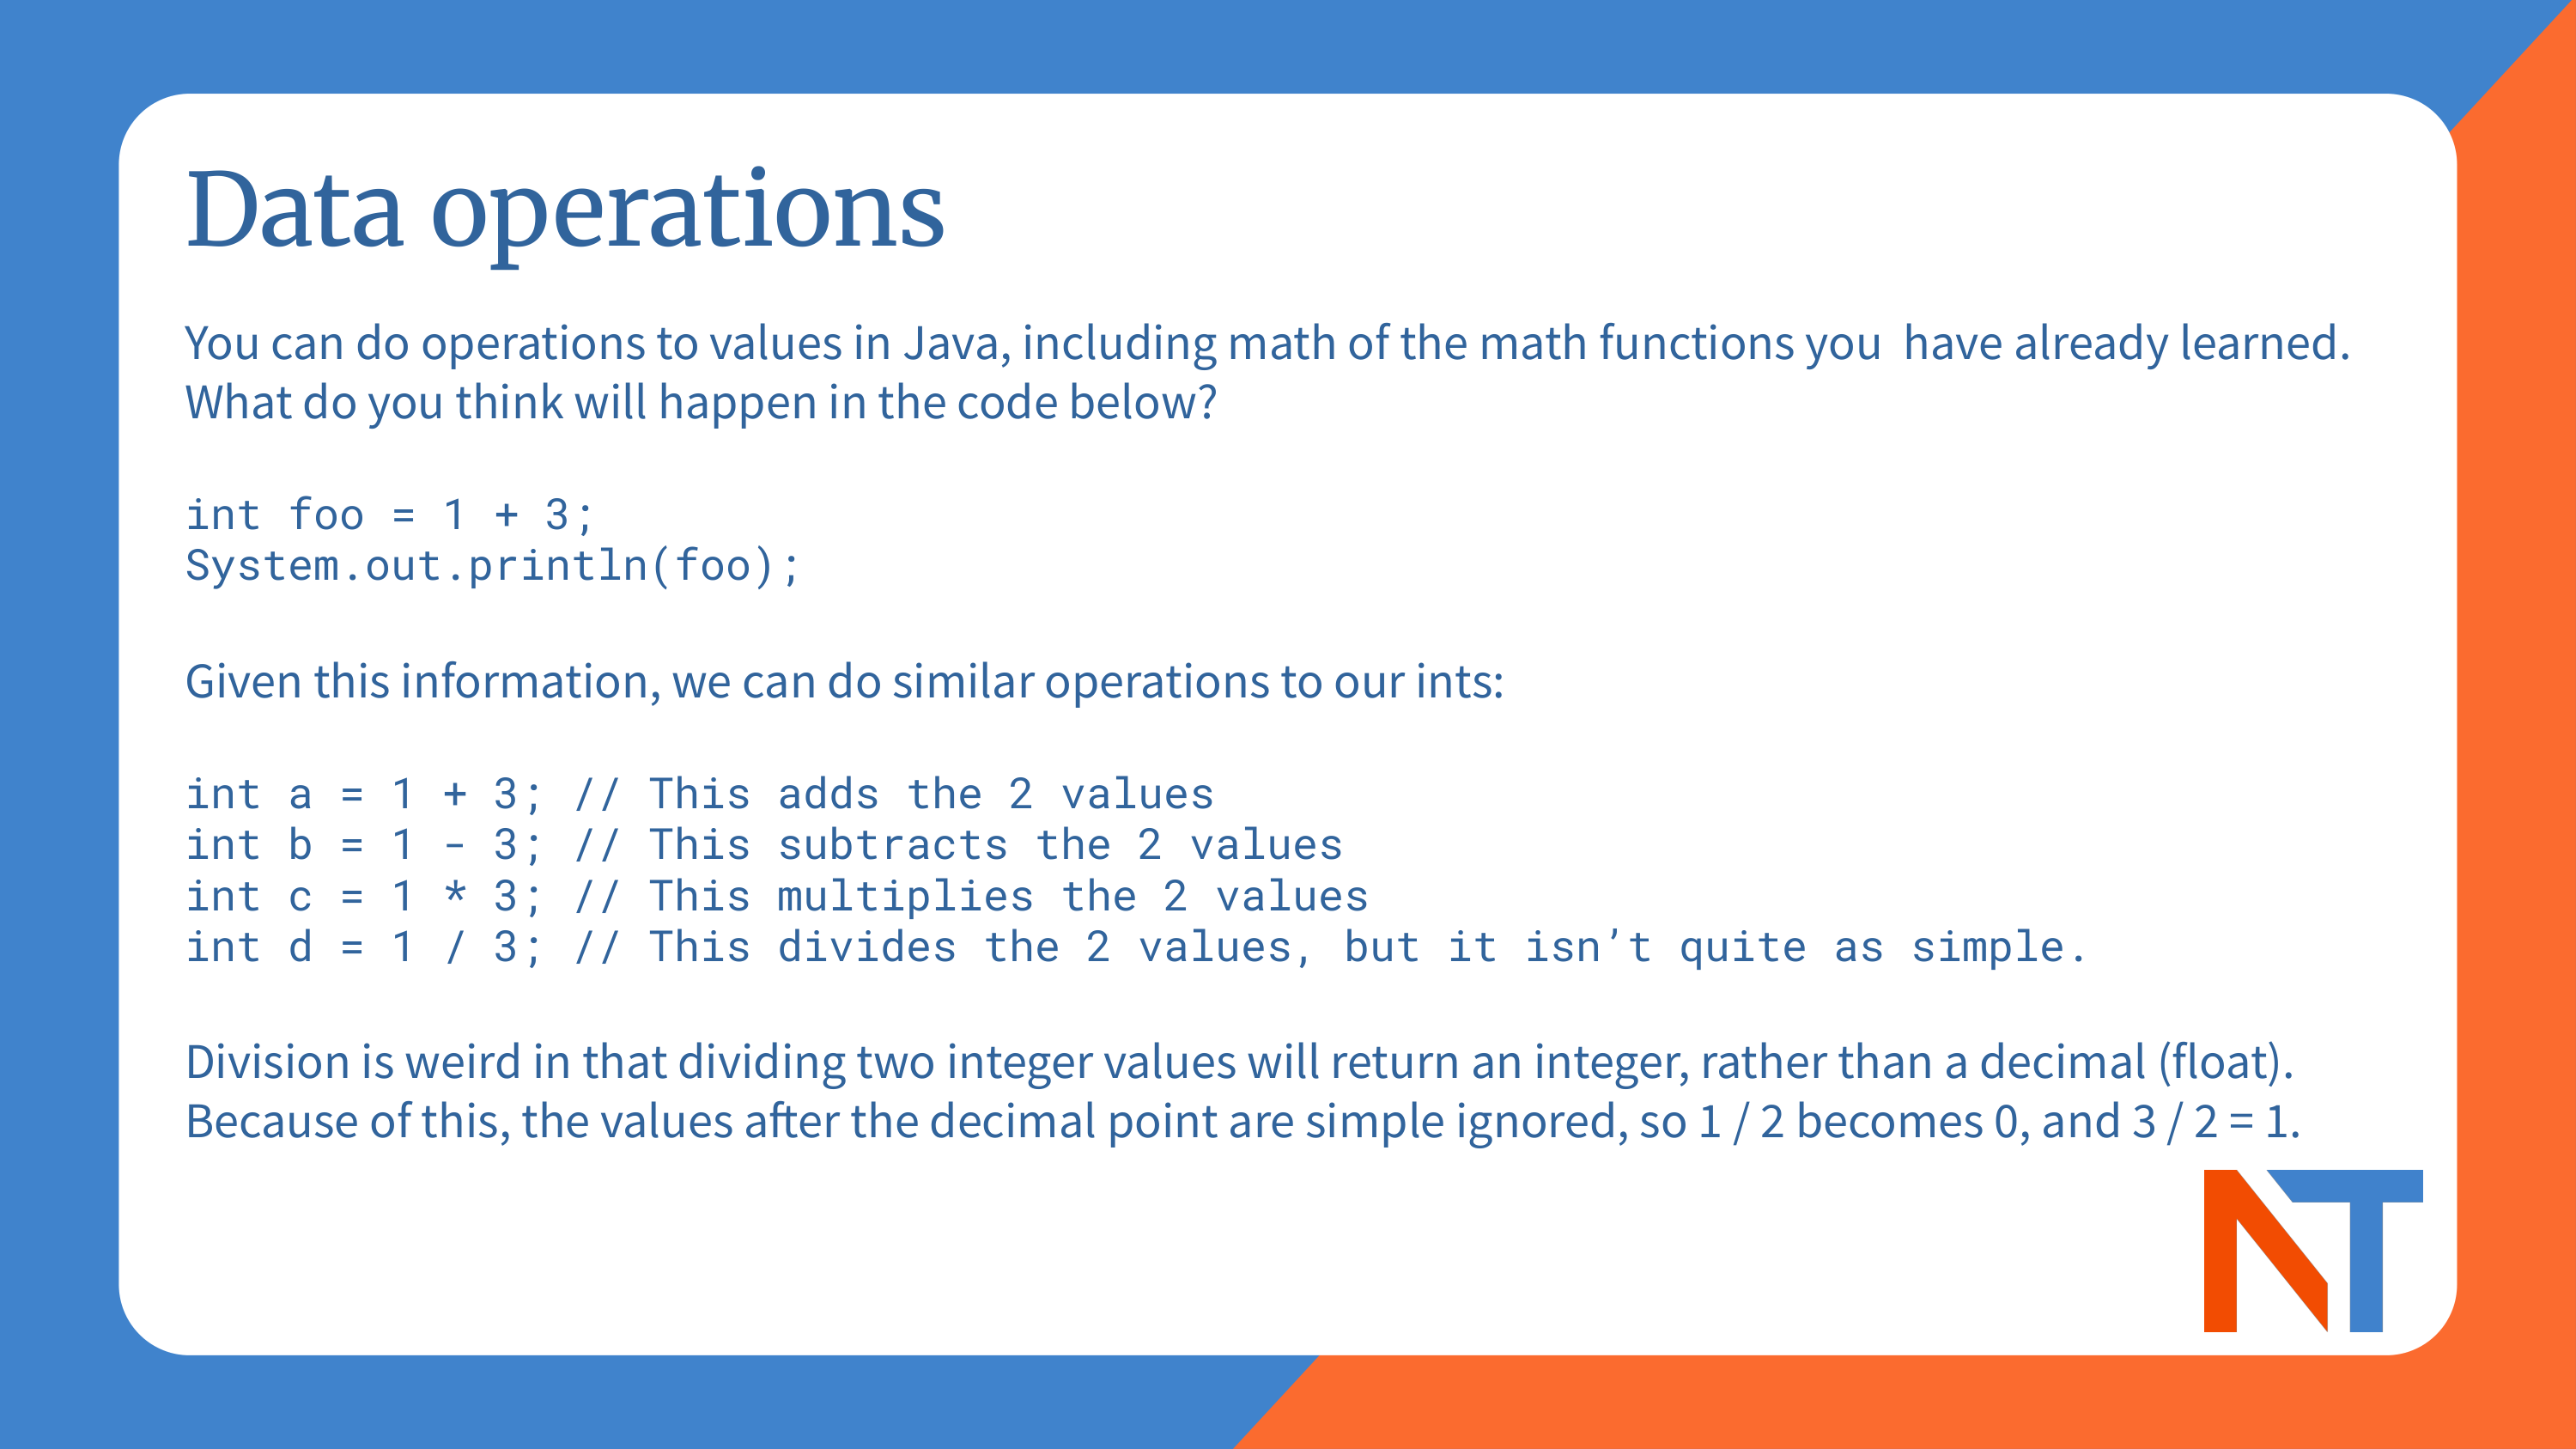 Data operations
You can do operations to values in Java, including math of the math functions you  have already learned.
What do you think will happen in the code below?
int foo = 1 + 3;
System.out.println(foo);
Given this information, we can do similar operations to our ints:
int a = 1 + 3; // This adds the 2 values
int b = 1 - 3; // This subtracts the 2 values
int c = 1 * 3; // This multiplies the 2 values
int d = 1 / 3; // This divides the 2 values, but it isn’t quite as simple.
Division is weird in that dividing two integer values will return an integer, rather than a decimal (float).
Because of this, the values after the decimal point are simple ignored, so 1 / 2 becomes 0, and 3 / 2 = 1.
NT